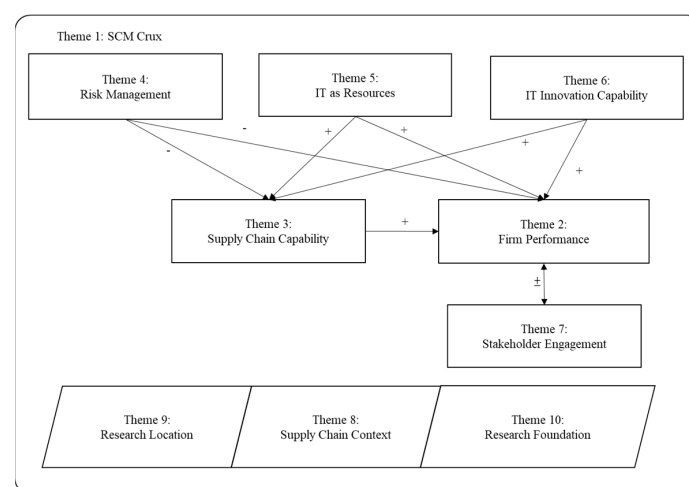 Theme 1: SCM Crux
Theme 4:
Risk Management
Theme 5:
IT as Resources
Theme 6:
IT Innovation Capability
-
-
+
+
+
+
Theme 3:
Supply Chain Capability
+
Theme 2:
Firm Performance
±
Theme 7:
Stakeholder Engagement
Theme 9:
Research Location
Theme 8:
Supply Chain Context
Theme 10:
Research Foundation